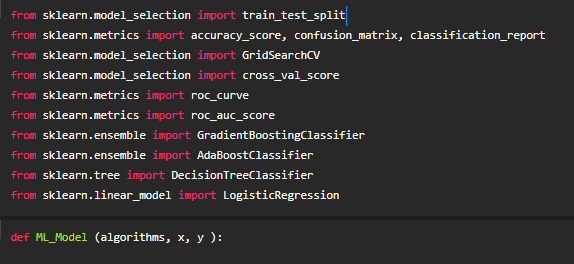 from sklearn.model_selection import train_test_split
from sklearn.metrics import accuracy_score, confusion_matrix, classification_report
from sklearn.model_selection import GridSearchCV
from sklearn.model_selection import cross_val_score
from sklearn.metrics import roc_curve
from sklearn.metrics import roc_auc_score
from sklearn.ensemble import GradientBoostingClassifier
from sklearn.ensemble import AdaBoostClassifier
from sklearn.tree import DecisionTreeClassifier
from sklearn.linear_model import LogisticRegression
def ML_Model (algorithms, x, y ):